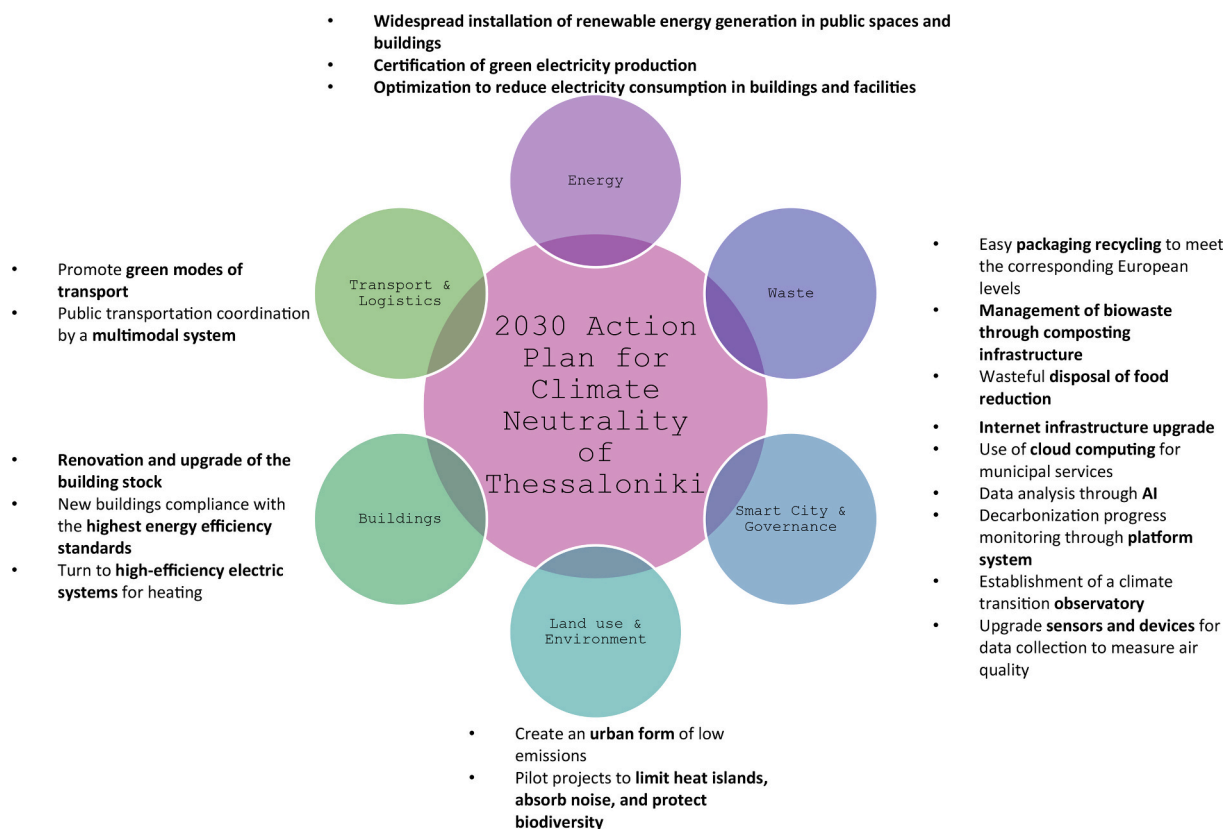 • Widespread installation of renewable energy generation in public spaces and
buildings
• Certification of green electricity production
• Optimization to reduce electricity consumption in buildings and facilities
Energy
Transport &
Logistics
Waste
2030 Action
Plan for
Climate
Neutrality
of
Thessaloniki
Buildings
Smart City &
Governance
Land use &
Environment
• Promote green modes of
transport
• Public transportation coordination
by a multimodal system
• Renovation and upgrade of the
building stock
• New buildings compliance with
the highest energy efficiency
standards
• Turn to high-efficiency electric
systems for heating
• Easy packaging recycling to meet
the corresponding European
levels
• Management of biowaste
through composting
infrastructure
• Wasteful disposal of food
reduction
• Internet infrastructure upgrade
• Use of cloud computing for
municipal services
• Data analysis through AI
• Decarbonization progress
monitoring through platform
system
• Establishment of a climate
transition observatory
• Upgrade sensors and devices for
data collection to measure air
quality
• Create an urban form of low
emissions
• Pilot projects to limit heat islands,
absorb noise, and protect
biodiversity